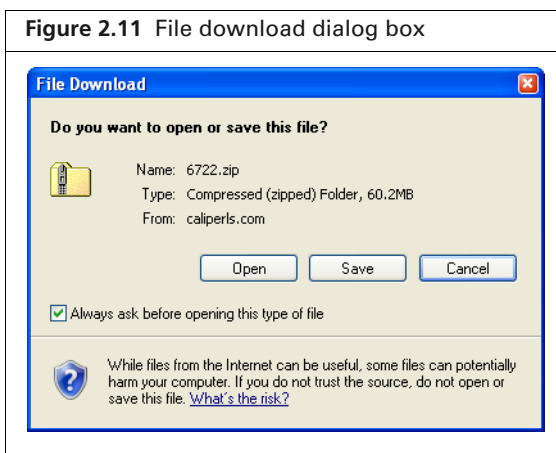 Figure 2.11 File download dialog box
File Download
Do you want to open or save this file?
Name: 6722.zip
Type: Compressed (zipped) Folder, 60.2MB
From: caliperls.com
Open Save Cancel
Always ask before opening this type of file
While files from the Internet can be useful, some files can potentially
harm your computer. If you do not trust the source, do not open or
save this file. What's the risk?